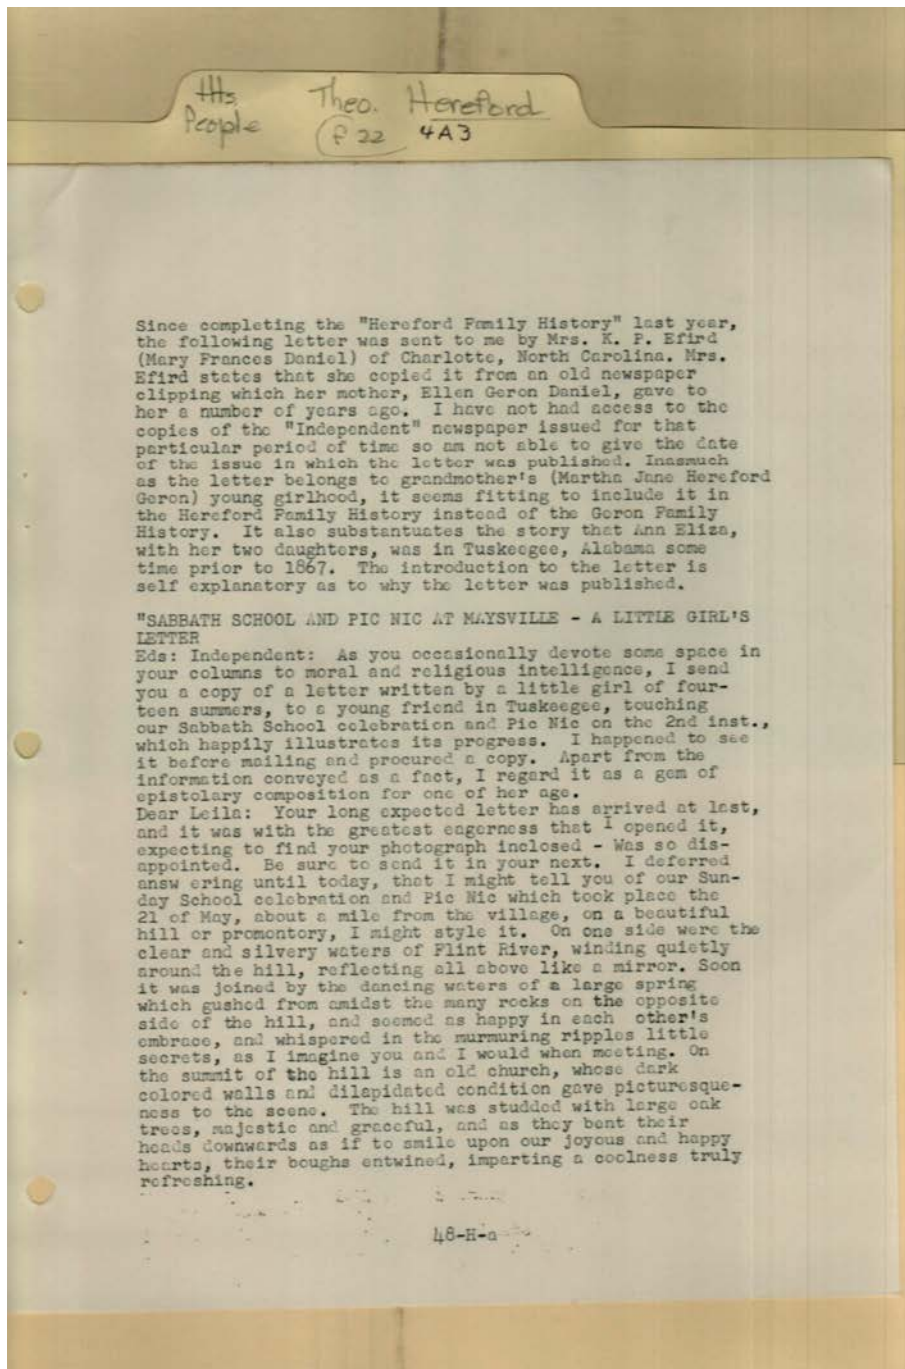 Hts. Theo. Hereford
People P 22 4A3
Since completing the "Hereford Family History" last year,
the following letter was sent to me by Mrs. K. P. Efird
(Mary Frances Daniel) of Charlotte, North Carolina. Mrs.
Efird states that she copied it from an old newspaper
clipping which her mother, Ellen Geron Daniel, gave to
her a number of years ago.  I have not had access to the
copies of the "Independent" newspaper issued for that
particular period of time so am not able to give the date
of the issue in which the letter was published. Inasmuch
as the letter belongs to grandmother's (Martha Jane Hereford
Geron) young girlhood, it seems fitting to include it in
the Hereford Family History instead of the Geron Family
History.  It also substantuates the story that Ann Eliza,
with her two daughters, was in Tuskeegee, Alabama some
time prior to 1867.  The introduction to the letter is
self explanatory as to why the letter was published.
"SABBATH SCHOOL AND PIC NIC AT MAYSVILLE - A LITTLE GIRL'S
LETTER
Eds: Independent:  As you occasionally devote some space in
your columns to moral and religious intelligence, I send
you a copy of a letter written by a little girl of four-
teen summers, to a young friend in Tuskeegee, touching
our Sabbath School celebration and Pic Nic on the 2nd inst.,
which happily illustrates its progress.  I happened to see
it before mailing and procured a copy.  Apart from the
information conveyed as a fact, I regard it as a gem of
epistolary composition for one of her age.
Dear Leila:  Your long expected letter has arrived at last,
and it was with the greatest eagerness that I opened it,
expecting to find your photograph inclosed - Was so dis-
appointed.  Be sure to send it in your next.  I deferred
answ ering until today, that I might tell you of our Sun-
day School celebration and Pic Nic which took place the
21 of May, about a mile from the village, on a beautiful
hill or promontory, I might style it.  On one side were the
clear and silvery waters of Flint River, winding quietly
around the hill, reflecting all above like a mirror. Soon
it was joined by the dancing waters of a large spring
which gushed from amidst the many rocks on the opposite
side of the hill, and seemed as happy in each other's
embrace, and whispered in the murmuring ripples little
secrets, as I imagine you and I would when meeting. On
the summit of the hill is an old church, whose dark
colored walls and dilapidated condition gave picturesque-
ness to the scene.  The hill was studded with large oak
trees, majestic and graceful, and as they bent their
heads downwards as if to smile upon our joyous and happy
hearts, their boughs entwined, imparting a coolness truly
refreshing.
48-H-a